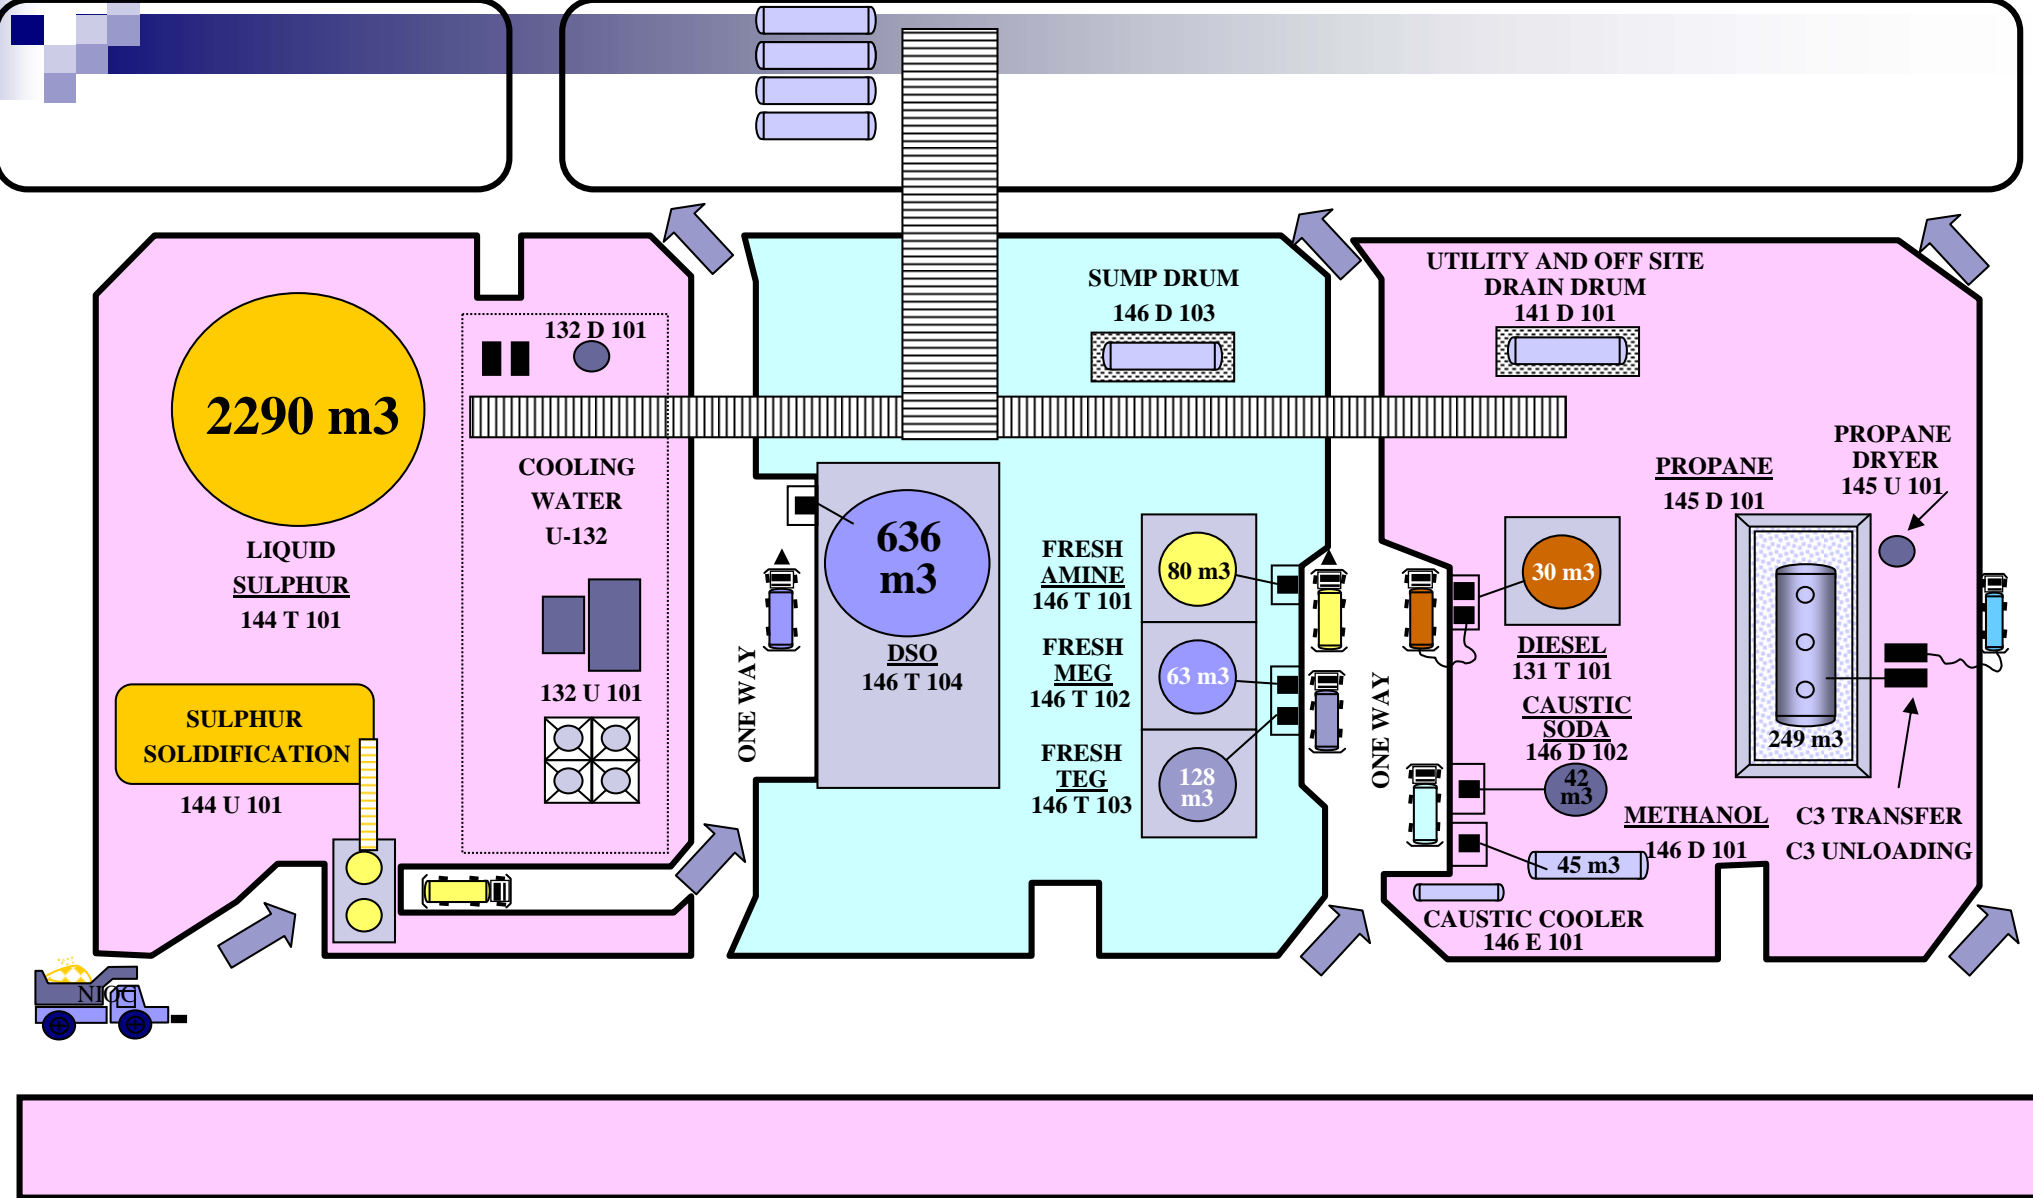 2290 m3
LIQUID
SULPHUR
144 T 101
SULPHUR
SOLIDIFICATION
144 U 101
NIOC
132 D 101
COOLING
WATER
U-132
132 U 101
ONE WAY
636
m3
DSO
146 T 104
SUMP DRUM
146 D 103
FRESH
AMINE
146 T 101
80 m3
FRESH
MEG
146 T 102
63 m3
FRESH
TEG
146 T 103
128
m3
ONE WAY
UTILITY AND OFF SITE
DRAIN DRUM
141 D 101
PROPANE
145 D 101
PROPANE
DRYER
145 U 101
30 m3
DIESEL
131 T 101
CAUSTIC
SODA
146 D 102
42
m3
249 m3
METHANOL
146 D 101
45 m3
C3 TRANSFER
C3 UNLOADING
CAUSTIC COOLER
146 E 101